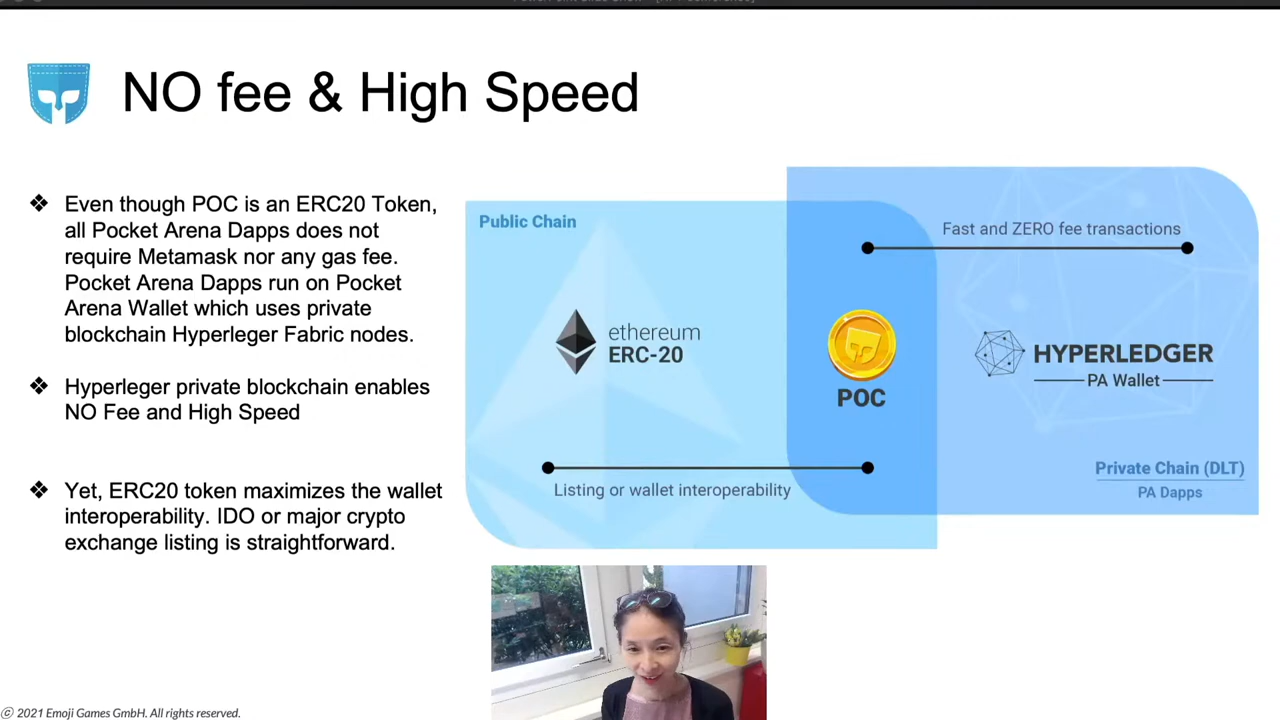 NO fee & High Speed
❖ Even though POC is an ERC20 Token,
all Pocket Arena Dapps does not
require Metamask nor any gas fee.
Pocket Arena Dapps run on Pocket
Arena Wallet which uses private
blockchain Hyperleger Fabric nodes.
❖ Hyperleger private blockchain enables
NO Fee and High Speed
❖ Yet, ERC20 token maximizes the wallet
interoperability. IDO or major crypto
exchange listing is straightforward.
Public Chain
ethereum
ERC-20
Listing or wallet interoperability
POC
Fast and ZERO fee transactions
HYPERLEDGER
PA Wallet
Private Chain (DLT)
PA Dapps
ⓒ 2021 Emoji Games GmbH. All rights reserved.